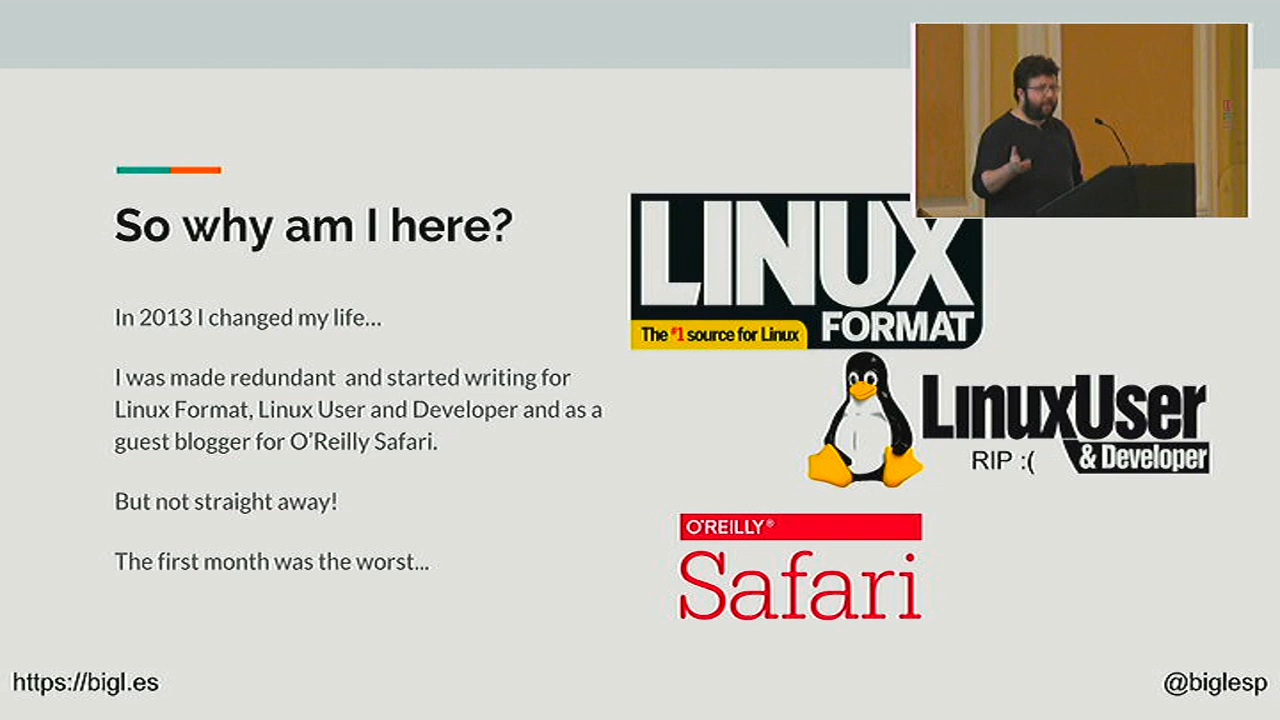 So why am I here?
In 2013 I changed my life...
I was made redundant  and started writing for
Linux Format, Linux User and Developer and as a
guest blogger for O'Reilly Safari.
But not straight away!
The first month was the worst...
LINUX
FORMAT
The #1 source for Linux
LinuxUser
& Developer
RIP :(
O'REILLY®
Safari
https://bigl.es
@biglesp